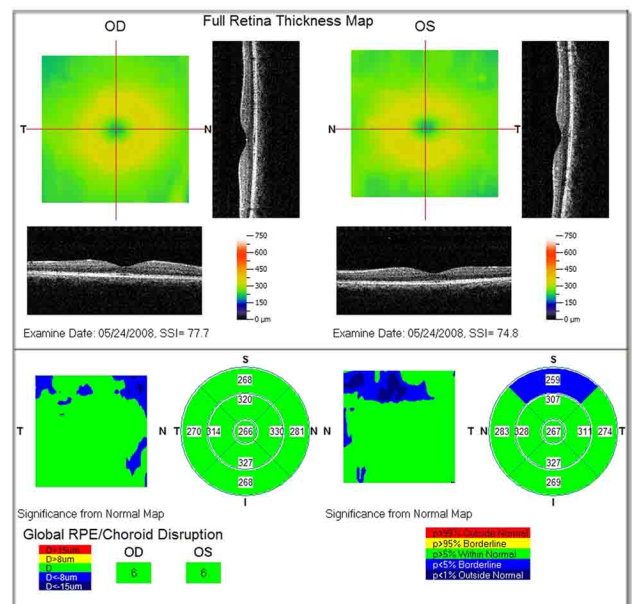 Full Retina Thickness Map
OD
OS
T
N
N
T
750
600
450
300
150
0 µm
750
600
450
300
150
0 µm
Examine Date: 05/24/2008, SSI= 77.7
Examine Date: 05/24/2008, SSI= 74.8
S
268
320
T
N
T
270
314
266
330
281
N
327
268
I
S
259
307
N
T
N
283
328
267
311
274
T
327
269
I
Significance from Normal Map
Significance from Normal Map
Global RPE/Choroid Disruption
D>15um
D>8um
D
D<-8um
D<-15um
OD
OS
6
6
p>99% Outside Normal
p>95% Borderline
p>5% Within Normal
p<5% Borderline
p<1% Outside Normal